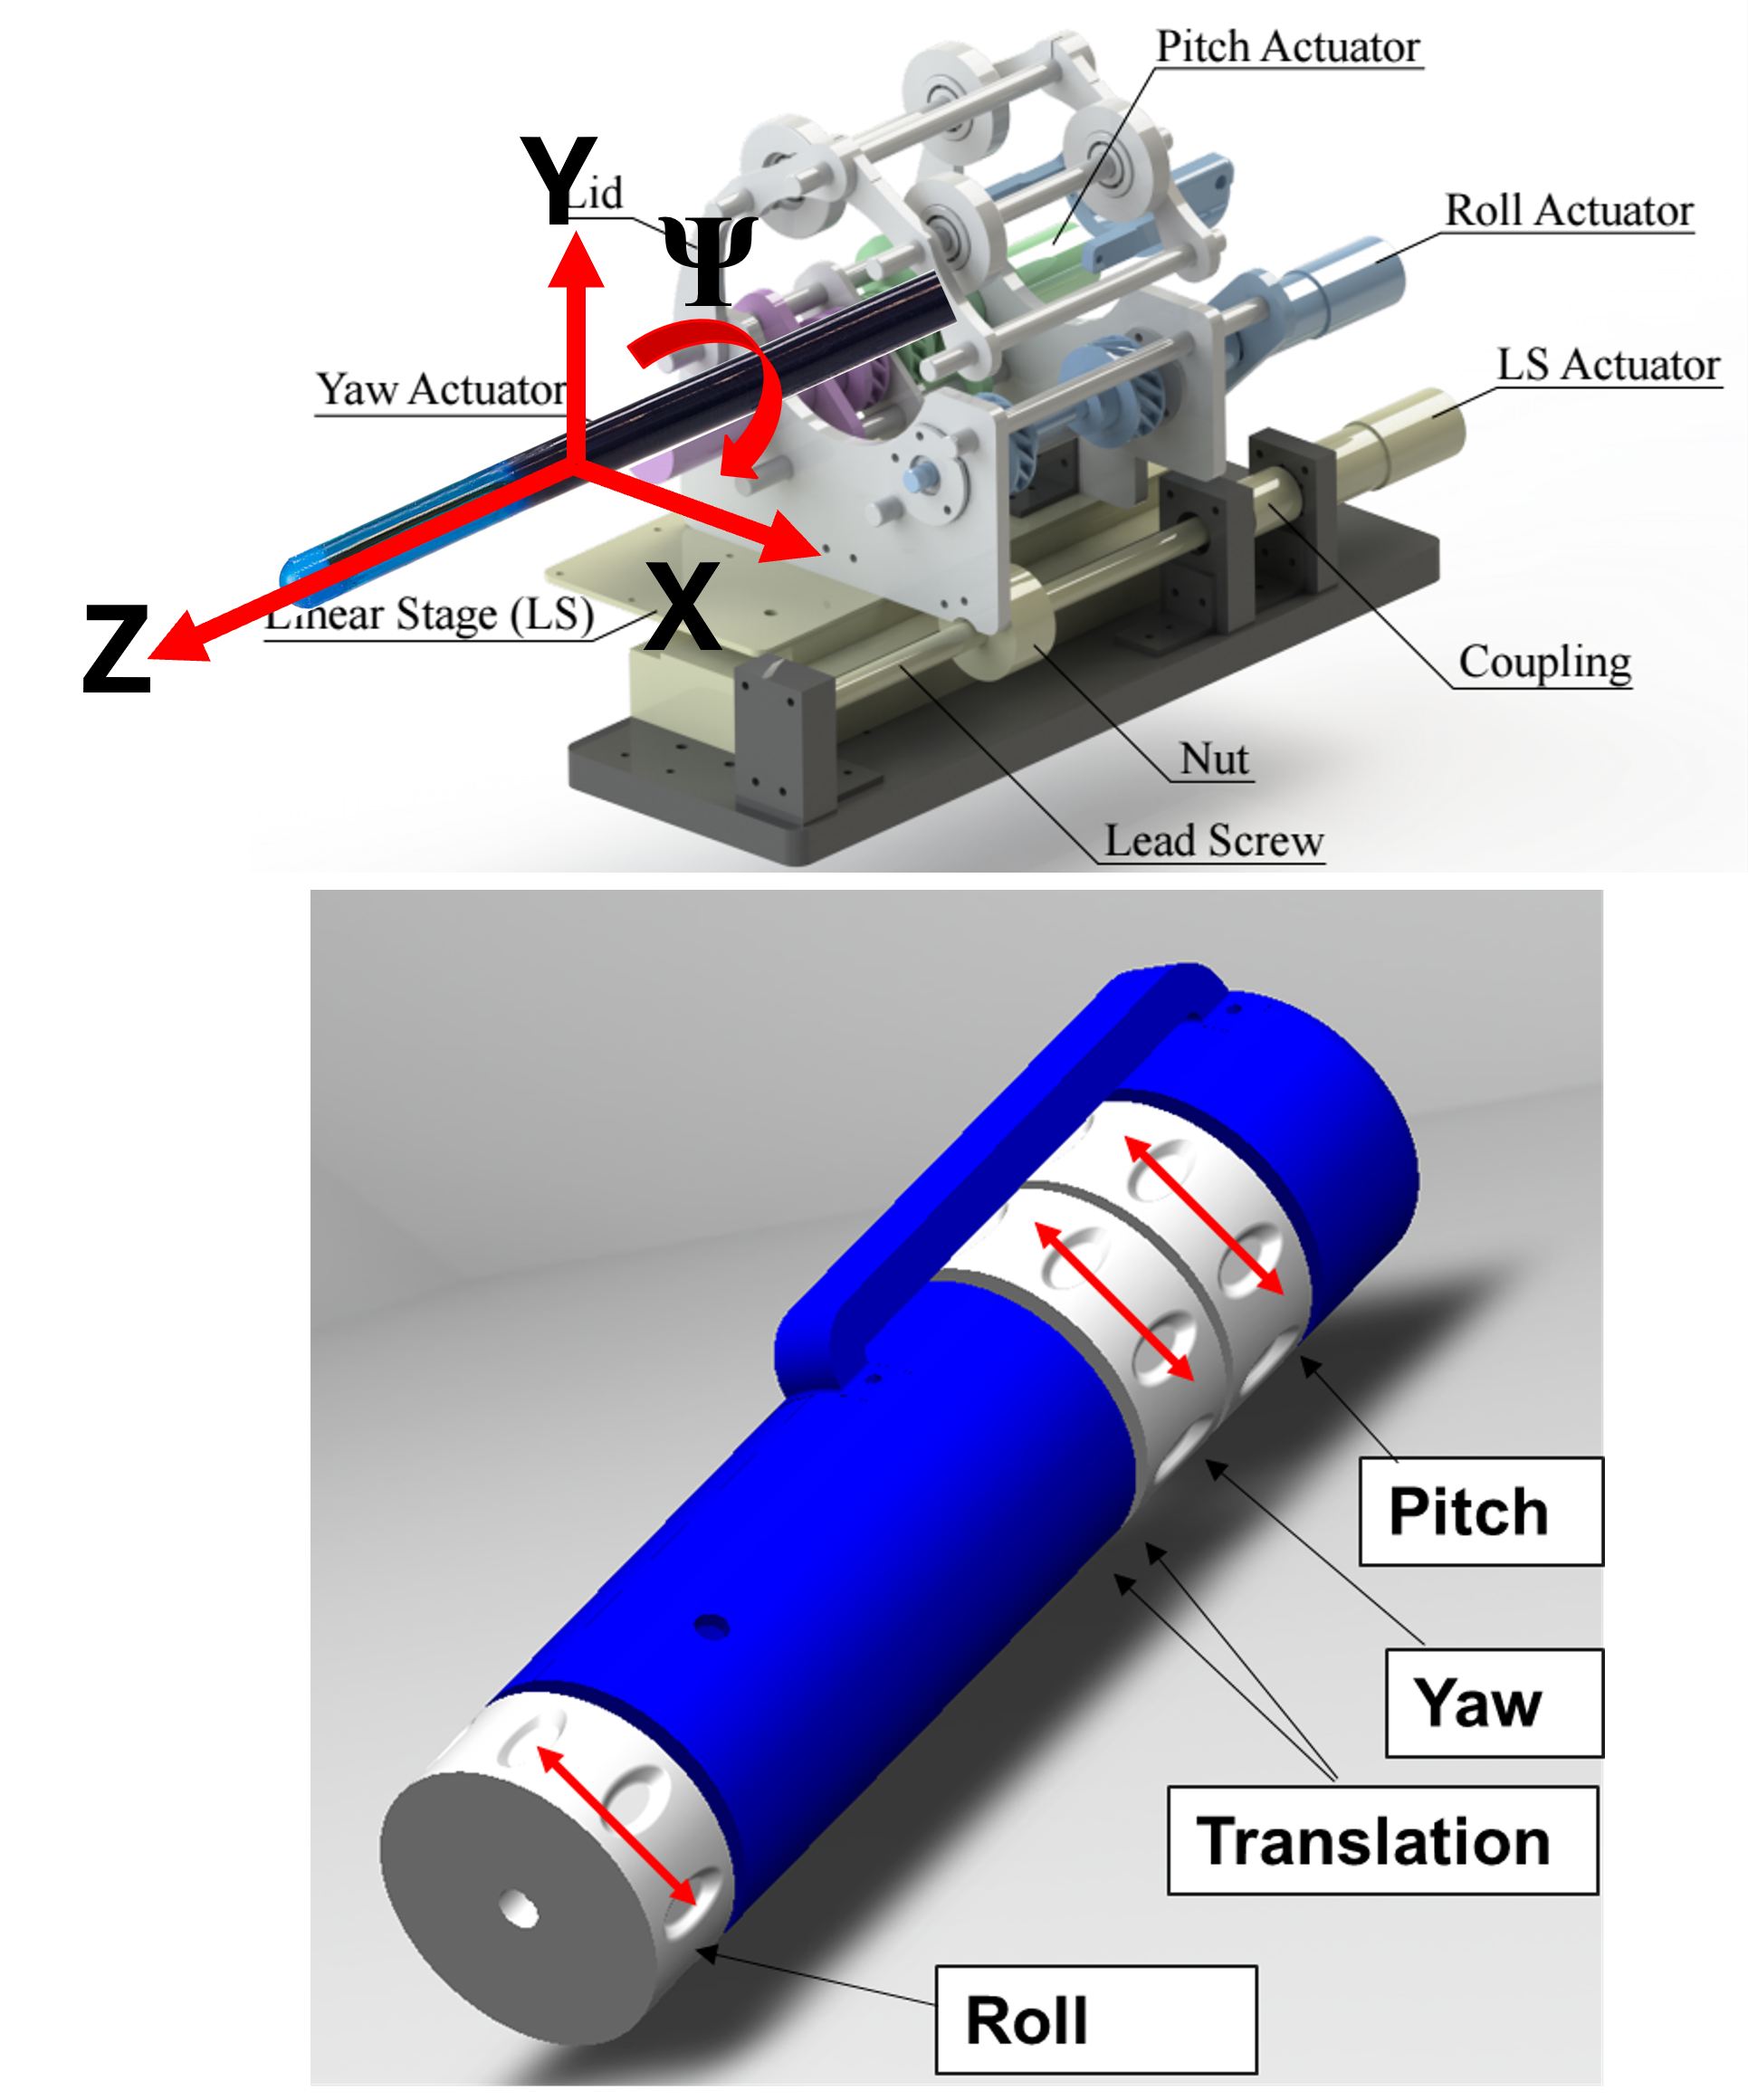 Pitch Actuator
Y
Lid
Ψ
Roll Actuator
LS Actuator
Yaw Actuator
X
Z
Linear Stage (LS)
Coupling
Nut
Lead Screw
Pitch
Yaw
Translation
Roll